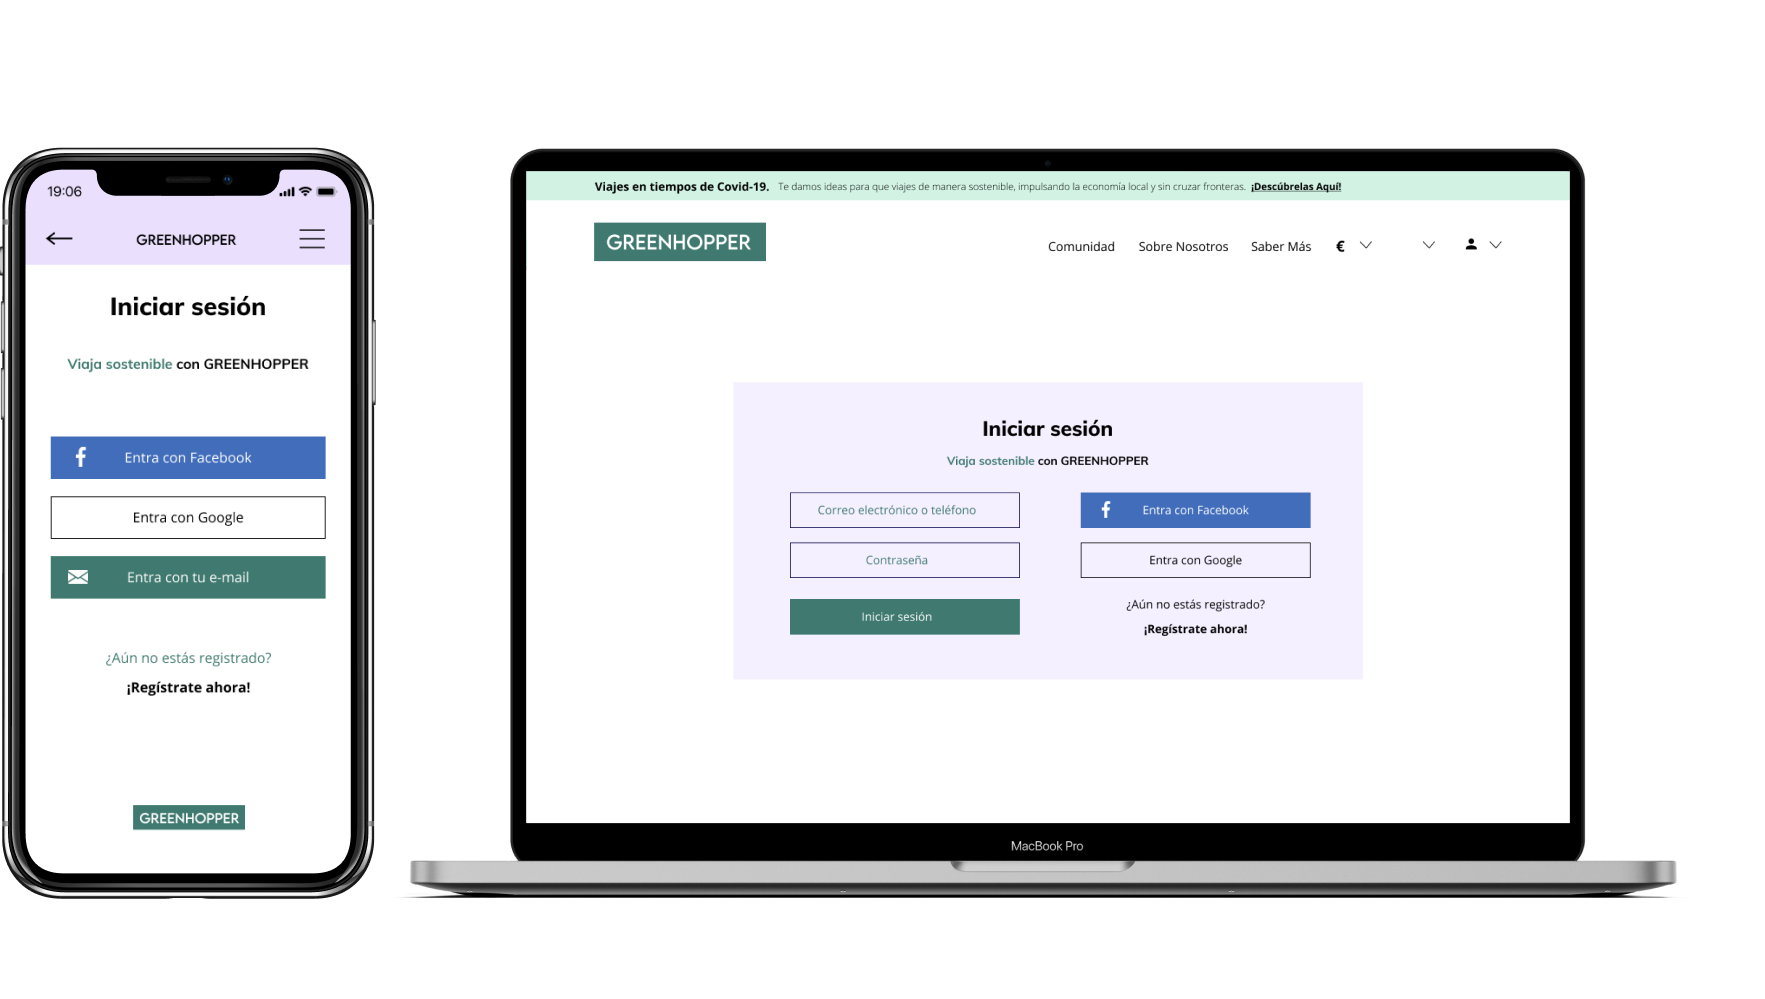 19:06
GREENHOPPER
Iniciar sesión
Viaja sostenible con GREENHOPPER
Entra con Facebook
Entra con Google
Entra con tu e-mail
¿Aún no estás registrado?
¡Regístrate ahora!
GREENHOPPER
Viajes en tiempos de Covid-19. Te damos ideas para que viajes de manera sostenible, impulsando la economía local y sin cruzar fronteras. ¡Descúbrelas Aquí!
GREENHOPPER
Comunidad Sobre Nosotros Saber Más €
Iniciar sesión
Viaja sostenible con GREENHOPPER
Correo electrónico o teléfono
Contraseña
Iniciar sesión
Entra con Facebook
Entra con Google
¿Aún no estás registrado?
¡Regístrate ahora!
MacBook Pro